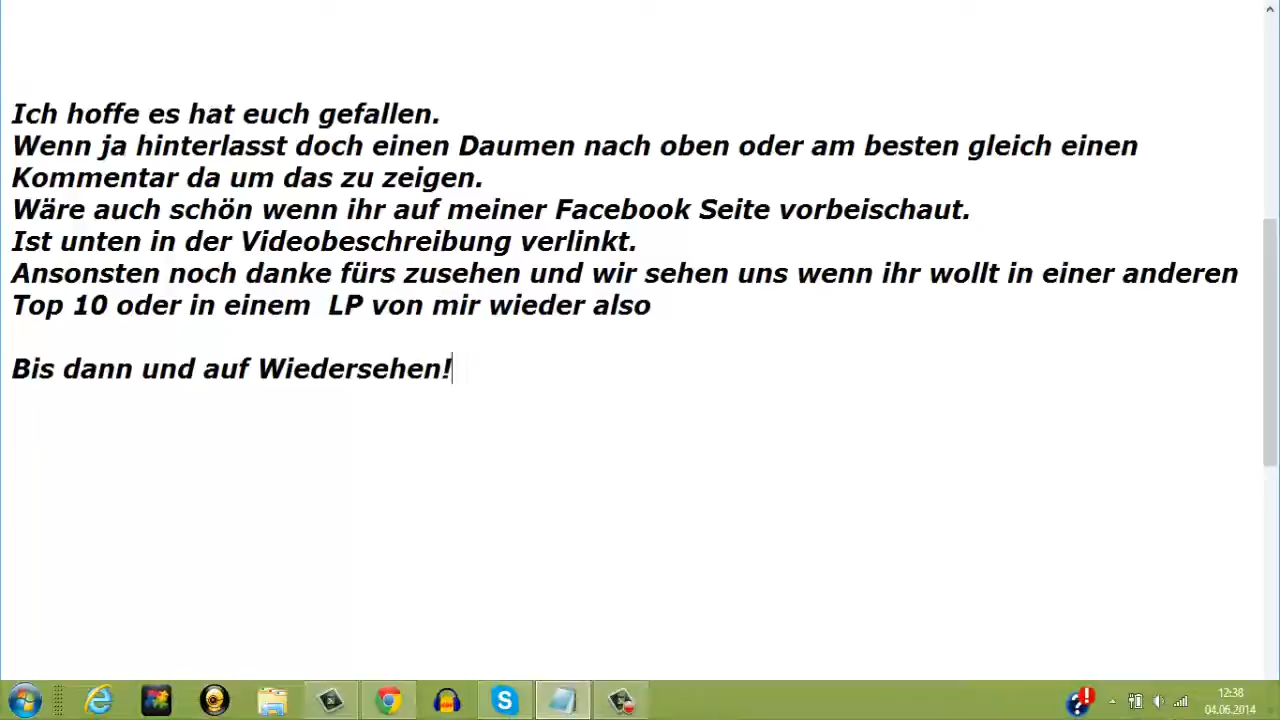 Ich hoffe es hat euch gefallen.
Wenn ja hinterlasst doch einen Daumen nach oben oder am besten gleich einen
Kommentar da um das zu zeigen.
Wäre auch schön wenn ihr auf meiner Facebook Seite vorbeischaut.
Ist unten in der Videobeschreibung verlinkt.
Ansonsten noch danke fürs zusehen und wir sehen uns wenn ihr wollt in einer anderen
Top 10 oder in einem  LP von mir wieder also
Bis dann und auf Wiedersehen!
12:38
04.06.2014